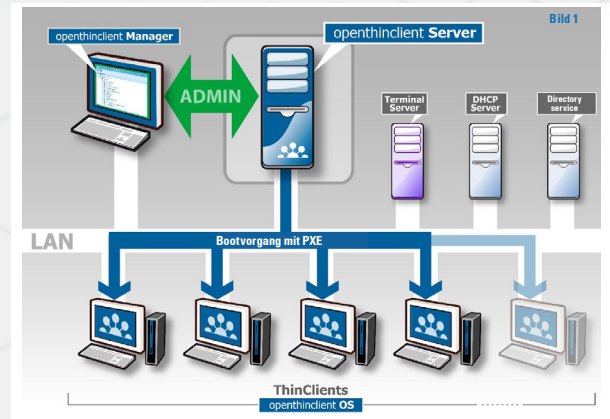 Bild 1
openthinclient Manager
openthinclient Server
ADMIN
Terminal
Server
DHCP
Server
Directory
service
LAN
Bootvorgang mit PXE
ThinClients
openthinclient OS